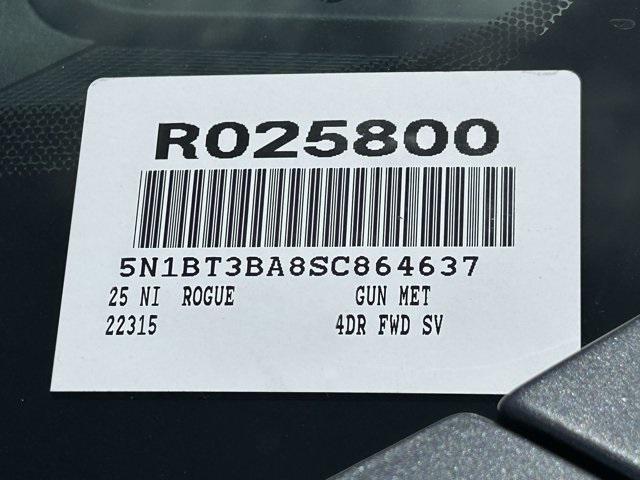 R025800
5N1BT3BA8SC864637
25 NI ROGUE GUN MET
22315 4DR FWD SV